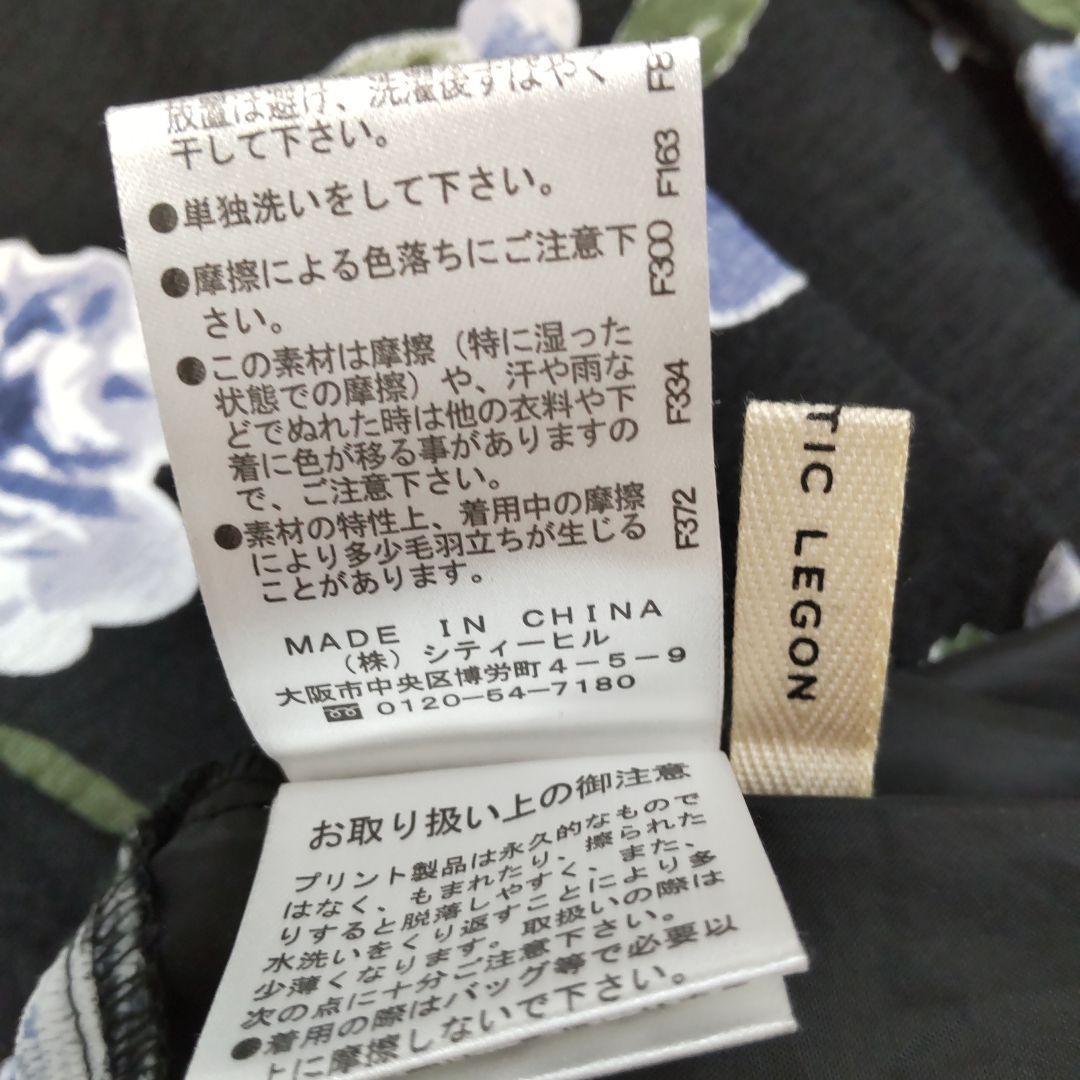 放置は避け、洗濯後すばやく
干して下さい。
●単独洗いをして下さい。
●摩擦による色落ちにご注意下
さい。
●この素材は摩擦（特に湿った
状態での摩擦）や、汗や雨な
どでぬれた時は他の衣料や下
着に色が移る事がありますの
で、ご注意下さい。
●素材の特性上、着用中の摩擦
により多少毛羽立ちが生じる
ことがあります。
MADE IN CHINA
（株）シティーヒル
大阪市中央区博労町4-5-9
0120-54-7180
F163
F300
F334
F372
TIC LEGON
お取り扱い上の御注意
プリント製品は永久的なもので
はなく、もまれたり、擦られた
りすると脱落しやすく、また、
水洗いをくり返すことにより多
少薄くなります。取扱いの際は
次の点に十分ご注意下さい。
●着用の際はバッグ等で必要以
上に摩擦しないで下さい。